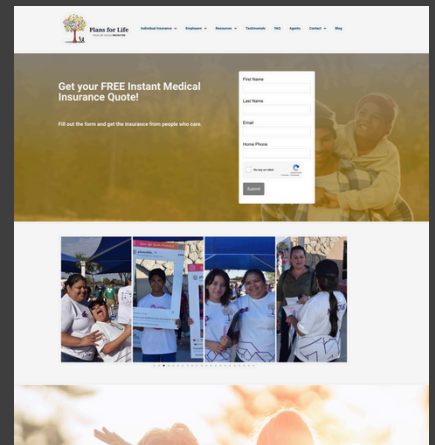 Plans for Life
Individual Insurance
Employers
Resources
Testimonials
FAQ
Agents
Contact
Blog
Get your FREE Instant Medical
Insurance Quote!
Fill out the form and get the insurance from people who care.
First Name
Last Name
Email
Home Phone
Submit